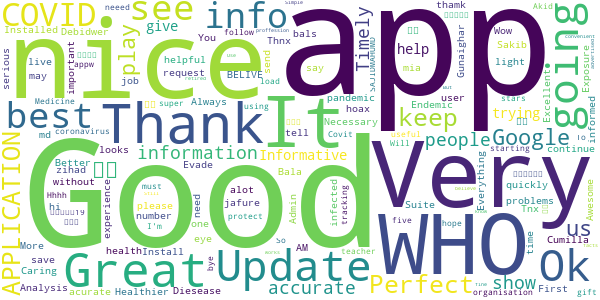 COVID see info going
nice app
play give live may serious important
Debidwer Installed appw neeed
You Thnx bals helpful request job send
follow say mia help
Timely SAJTUWAHUND Gunaighar
Wow Sakib light Akid Exposure
best Thank It keep
Always BELIVE load super
pandemic hoax user Endemic Necessary Covit
trying Google stars Excellent informed
md coronavirus Medicine
Good Very WHO
information people
looks tell Informative useful Will
Better zihad Evade
without alot Bala
Hhhh hi experience
APPLICATION
must please number need
jafure Admin infected tracking
Everything Suite five starting quickly problems Tnx
continue Awesome
Great Update Ok us
I'm one eye protect
AM hope time Cumilla
More save Caring Analysis acurate
health Install Healthier Diesease
bye So teacher
accurate Perfect show
First organisation gift
proffession Simple convenient using